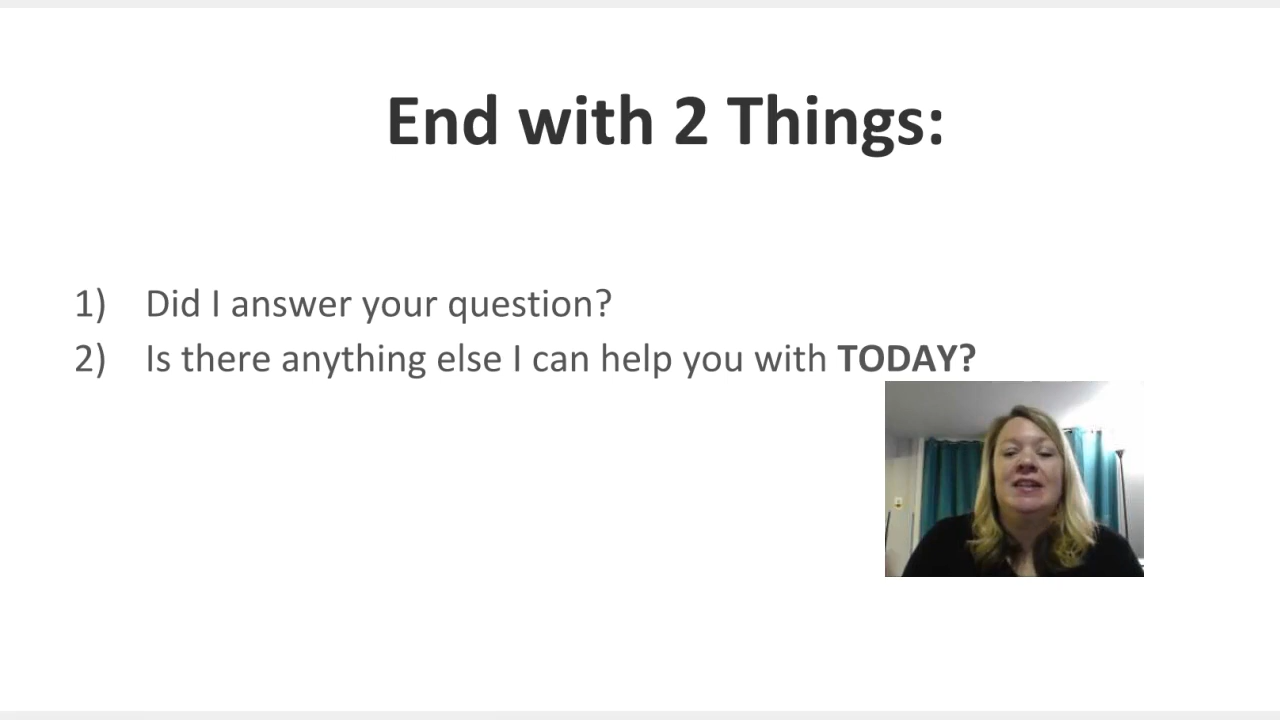 End with 2 Things:
1) Did I answer your question?
2) Is there anything else I can help you with TODAY?